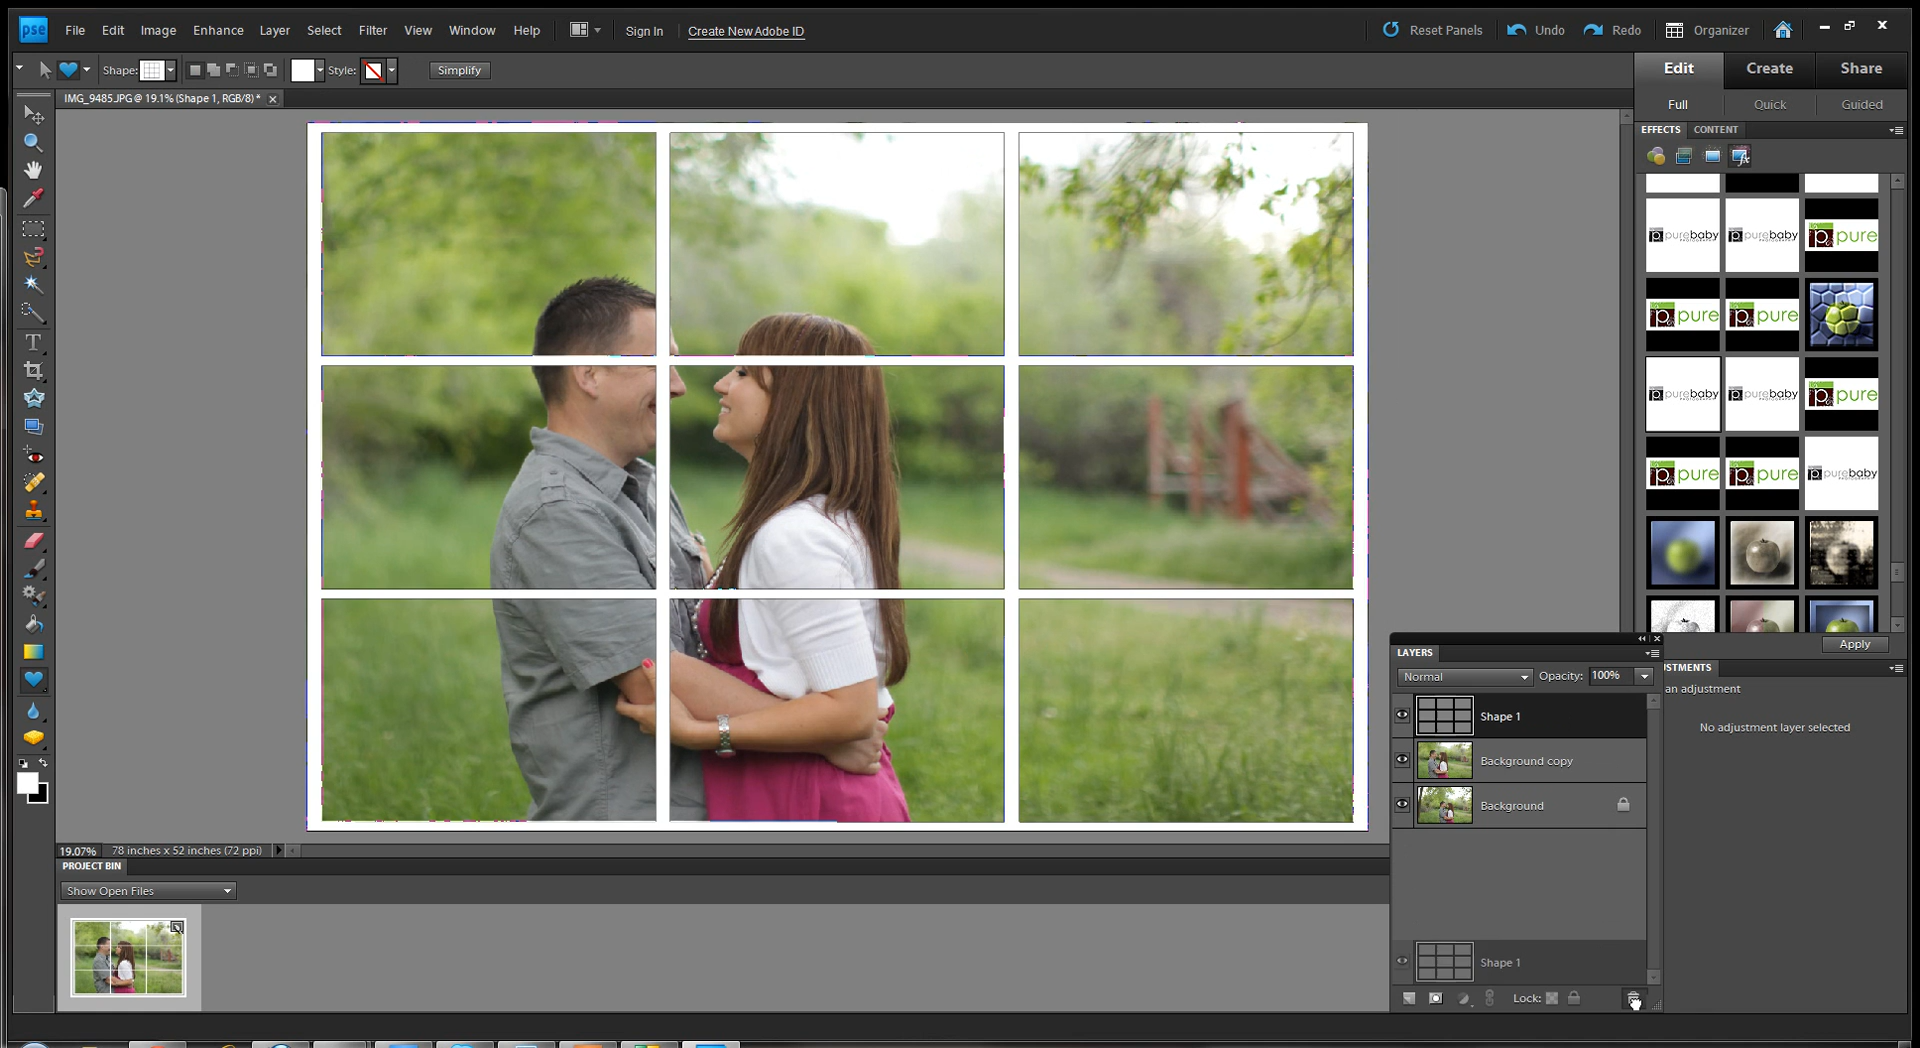 pse File Edit Image Enhance Layer Select Filter View Window Help Sign In Create New Adobe ID Reset Panels Undo Redo Organizer
Shape: Style: Simplify
Edit Create Share
IMG_9485.JPG @ 19.1% (Shape 1, RGB/8) *
Full Quick Guided
EFFECTS CONTENT
purebaby purebaby p pure
p pure p pure
purebaby purebaby p pure
p pure p pure purebaby
Apply
LAYERS
USTMENTS
Normal Opacity: 100%
an adjustment
Shape 1
No adjustment layer selected
Background copy
Background
19.07% 78 inches x 52 inches (72 ppi)
PROJECT BIN
Show Open Files
Shape 1
Lock:
T